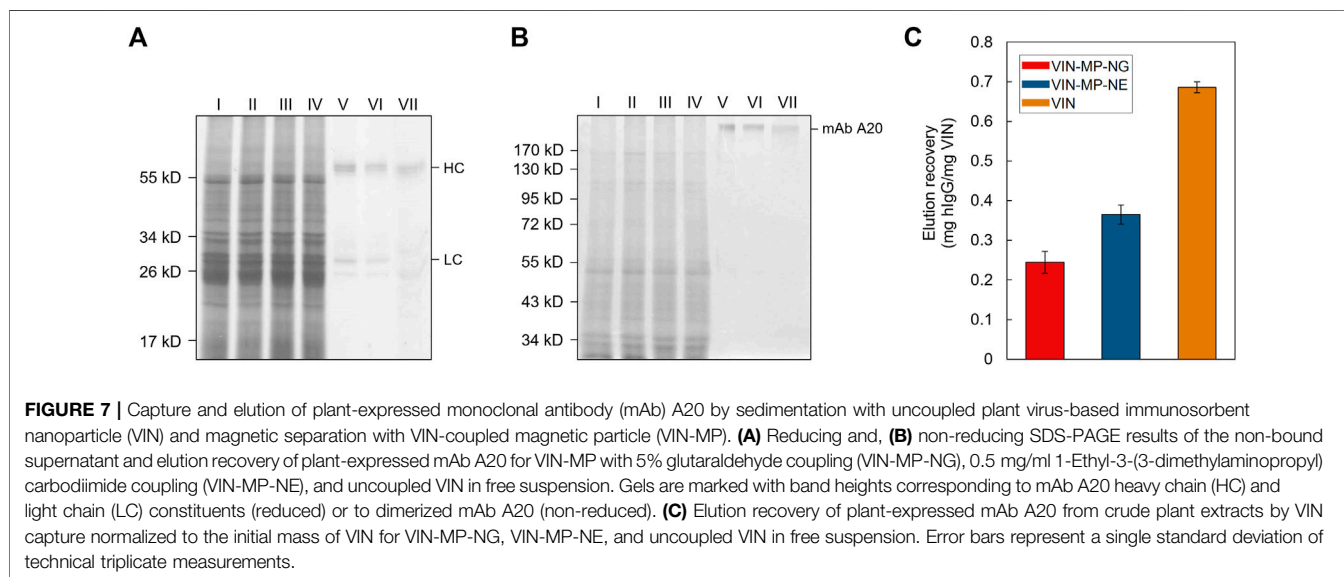 A
I II III IV V VI VII
55 kD
34 kD
26 kD
17 kD
HC
LC
B
I II III IV V VI VII
170 kD
130 kD
95 kD
72 kD
55 kD
43 kD
34 kD
mAb A20
C
0.8
0.7
0.6
0.5
0.4
0.3
0.2
0.1
0
Elution recovery
(mg hIgG/mg VIN)
VIN-MP-NG
VIN-MP-NE
VIN
FIGURE 7 | Capture and elution of plant-expressed monoclonal antibody (mAb) A20 by sedimentation with uncoupled plant virus-based immunosorbent
nanoparticle (VIN) and magnetic separation with VIN-coupled magnetic particle (VIN-MP). (A) Reducing and, (B) non-reducing SDS-PAGE results of the non-bound
supernatant and elution recovery of plant-expressed mAb A20 for VIN-MP with 5% glutaraldehyde coupling (VIN-MP-NG), 0.5 mg/ml 1-Ethyl-3-(3-dimethylaminopropyl)
carbodiimide coupling (VIN-MP-NE), and uncoupled VIN in free suspension. Gels are marked with band heights corresponding to mAb A20 heavy chain (HC) and
light chain (LC) constituents (reduced) or to dimerized mAb A20 (non-reduced). (C) Elution recovery of plant-expressed mAb A20 from crude plant extracts by VIN
capture normalized to the initial mass of VIN for VIN-MP-NG, VIN-MP-NE, and uncoupled VIN in free suspension. Error bars represent a single standard deviation of
technical triplicate measurements.